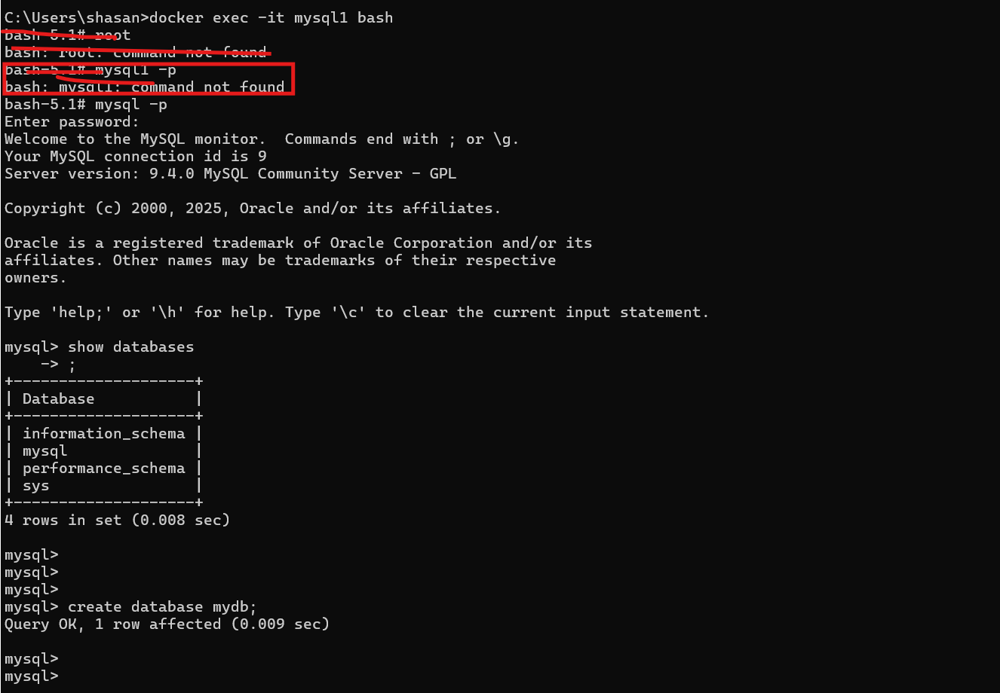 C:\Users\shasan>docker exec -it mysql1 bash
bash-5.1# root
bash: root: command not found
bash-5.1# mysql1 -p
bash: mysql1: command not found
bash-5.1# mysql -p
Enter password:
Welcome to the MySQL monitor.  Commands end with ; or \g.
Your MySQL connection id is 9
Server version: 9.4.0 MySQL Community Server - GPL

Copyright (c) 2000, 2025, Oracle and/or its affiliates.

Oracle is a registered trademark of Oracle Corporation and/or its
affiliates. Other names may be trademarks of their respective
owners.

Type 'help;' or '\h' for help. Type '\c' to clear the current input statement.

mysql> show databases
    -> ;
+--------------------+
| Database           |
+--------------------+
| information_schema |
| mysql              |
| performance_schema |
| sys                |
+--------------------+
4 rows in set (0.008 sec)

mysql>
mysql>
mysql>
mysql> create database mydb;
Query OK, 1 row affected (0.009 sec)

mysql>
mysql>